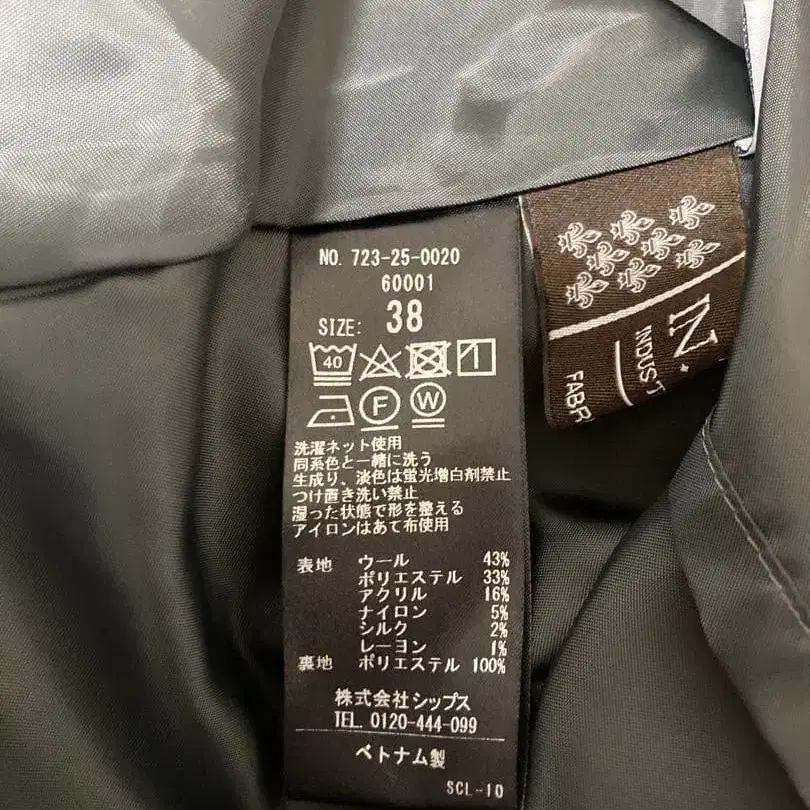 NO. 723-25-0020
60001
SIZE: 38
40
F
W
洗濯ネット使用
同系色と一緒に洗う
生成り、淡色は蛍光増白剤禁止
つけ置き洗い禁止
湿った状態で形を整える
アイロンはあて布使用
表地 ウール 43%
ポリエステル 33%
アクリル 16%
ナイロン 5%
シルク 2%
レーヨン 1%
裏地 ポリエステル 100%
株式会社シップス
TEL. 0120-444-099
ベトナム製
SCL-10
N.